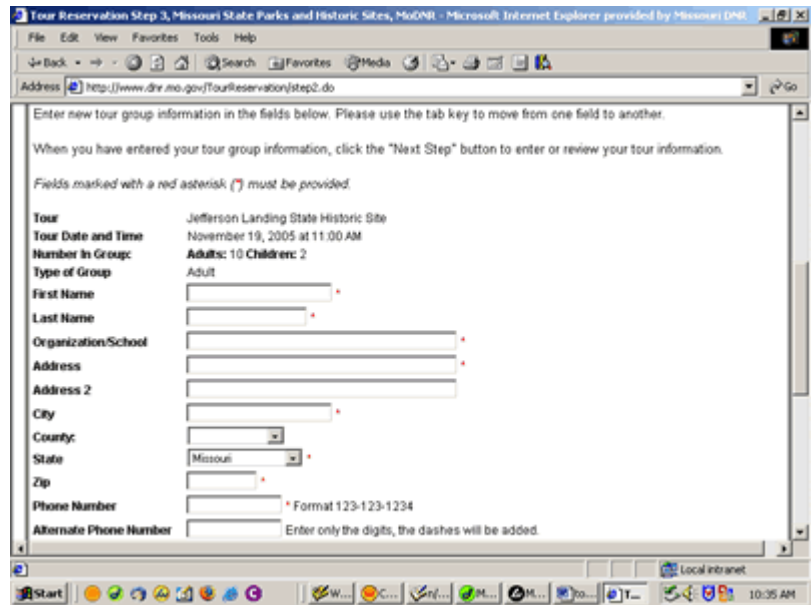 Tour Reservation Step 3, Missouri State Parks and Historic Sites, MoDNR - Microsoft Internet Explorer provided by Missouri DNR
File Edit View Favorites Tools Help
Back Search Favorites Media
Address http://www.dnr.mo.gov/TourReservation/step2.do Go
Enter new tour group information in the fields below. Please use the tab key to move from one field to another.
When you have entered your tour group information, click the "Next Step" button to enter or review your tour information.
Fields marked with a red asterisk (*) must be provided.
Tour Jefferson Landing State Historic Site
Tour Date and Time November 19, 2005 at 11:00 AM
Number In Group: Adults: 10 Children: 2
Type of Group Adult
First Name *
Last Name *
Organization/School *
Address *
Address 2
City *
County:
State Missouri *
Zip *
Phone Number * Format 123-123-1234
Alternate Phone Number Enter only the digits, the dashes will be added.
Local intranet
Start W... C... M... M... to... T... 10:35 AM